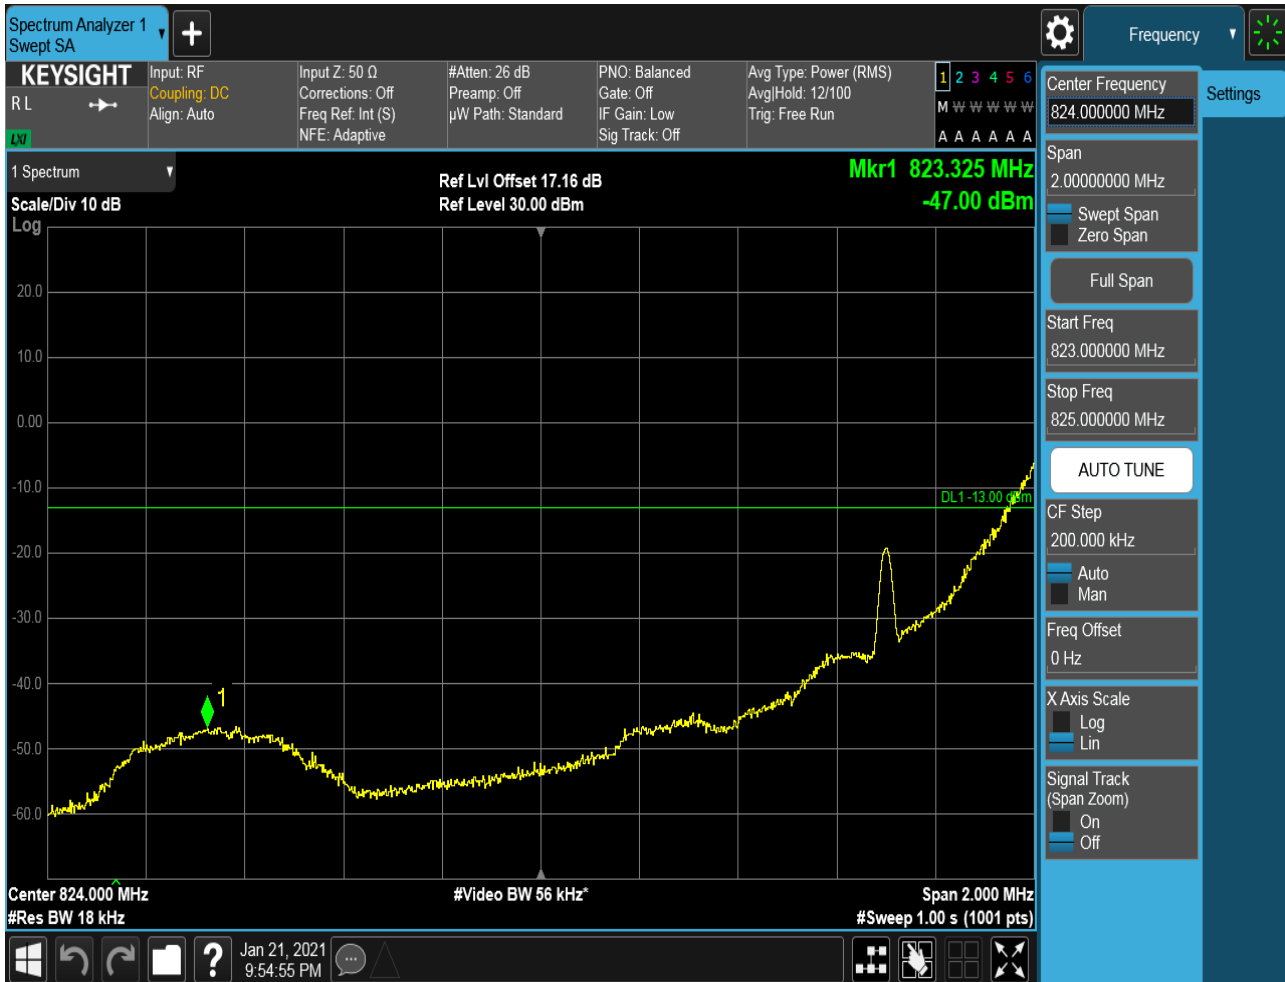 Spectrum Analyzer 1
Swept SA
Frequency
KEYSIGHT
R L
LXI
Input: RF
Coupling: DC
Align: Auto
Input Z: 50 Ω
Corrections: Off
Freq Ref: Int (S)
NFE: Adaptive
#Atten: 26 dB
Preamp: Off
µW Path: Standard
PNO: Balanced
Gate: Off
IF Gain: Low
Sig Track: Off
Avg Type: Power (RMS)
Avg|Hold: 12/100
Trig: Free Run
1 2 3 4 5 6
M W W W W W
A A A A A A
1 Spectrum
Scale/Div 10 dB
Log
Ref Lvl Offset 17.16 dB
Ref Level 30.00 dBm
Mkr1 823.325 MHz
-47.00 dBm
20.0
10.0
0.00
-10.0
-20.0
-30.0
-40.0
-50.0
-60.0
DL1 -13.00 dBm
1
Center 824.000 MHz
#Res BW 18 kHz
#Video BW 56 kHz*
Span 2.000 MHz
#Sweep 1.00 s (1001 pts)
Jan 21, 2021
9:54:55 PM
Center Frequency
824.000000 MHz
Settings
Span
2.00000000 MHz
Swept Span
Zero Span
Full Span
Start Freq
823.000000 MHz
Stop Freq
825.000000 MHz
AUTO TUNE
CF Step
200.000 kHz
Auto
Man
Freq Offset
0 Hz
X Axis Scale
Log
Lin
Signal Track
(Span Zoom)
On
Off